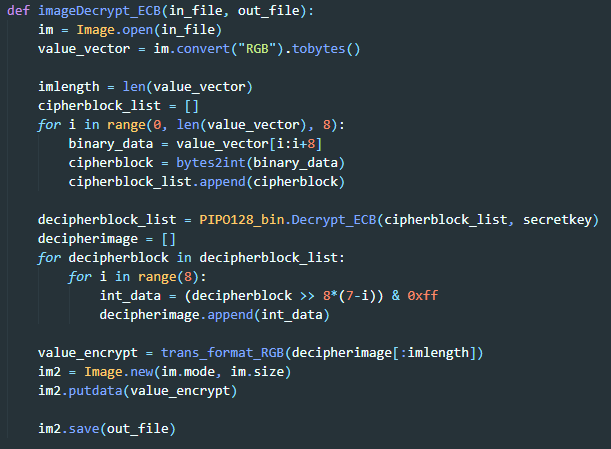 def imageDecrypt_ECB(in_file, out_file):
    im = Image.open(in_file)
    value_vector = im.convert("RGB").tobytes()

    imlength = len(value_vector)
    cipherblock_list = []
    for i in range(0, len(value_vector), 8):
        binary_data = value_vector[i:i+8]
        cipherblock = bytes2int(binary_data)
        cipherblock_list.append(cipherblock)

    decipherblock_list = PIPO128_bin.Decrypt_ECB(cipherblock_list, secretkey)
    decipherimage = []
    for decipherblock in decipherblock_list:
        for i in range(8):
            int_data = (decipherblock >> 8*(7-i)) & 0xff
            decipherimage.append(int_data)

    value_encrypt = trans_format_RGB(decipherimage[:imlength])
    im2 = Image.new(im.mode, im.size)
    im2.putdata(value_encrypt)

    im2.save(out_file)